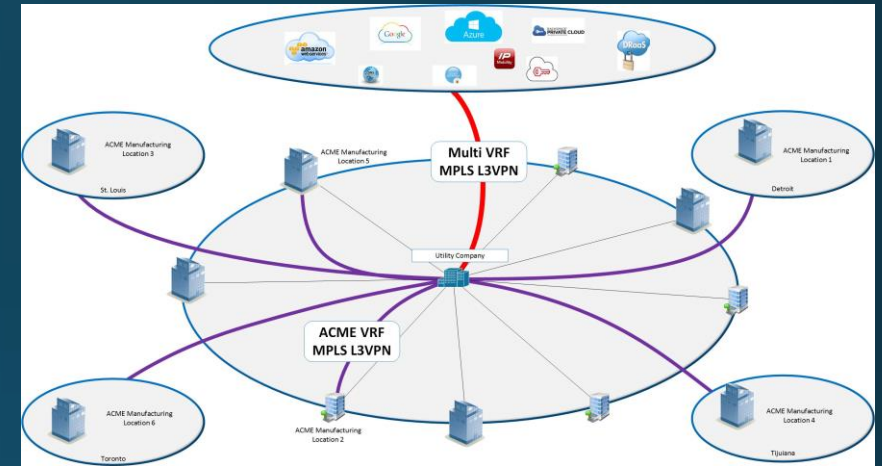 amazon
web services
Google
Azure
PRIVATE CLOUD
DRaaS
IP
Mobility
ACME Manufacturing
Location 3
St. Louis
ACME Manufacturing
Location 5
Multi VRF
MPLS L3VPN
ACME Manufacturing
Location 1
Detroit
Utility Company
ACME VRF
MPLS L3VPN
ACME Manufacturing
Location 6
Toronto
ACME Manufacturing
Location 2
ACME Manufacturing
Location 4
Tijuiana